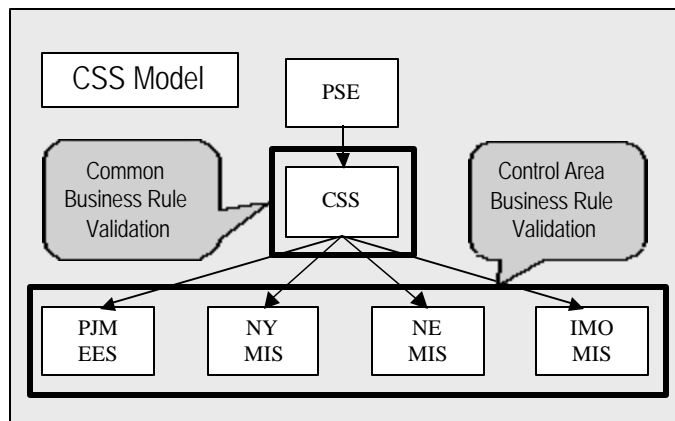 CSS Model
PSE
Common
Business Rule
Validation
CSS
Control Area
Business Rule
Validation
PJM
EES
NY
MIS
NE
MIS
IMO
MIS